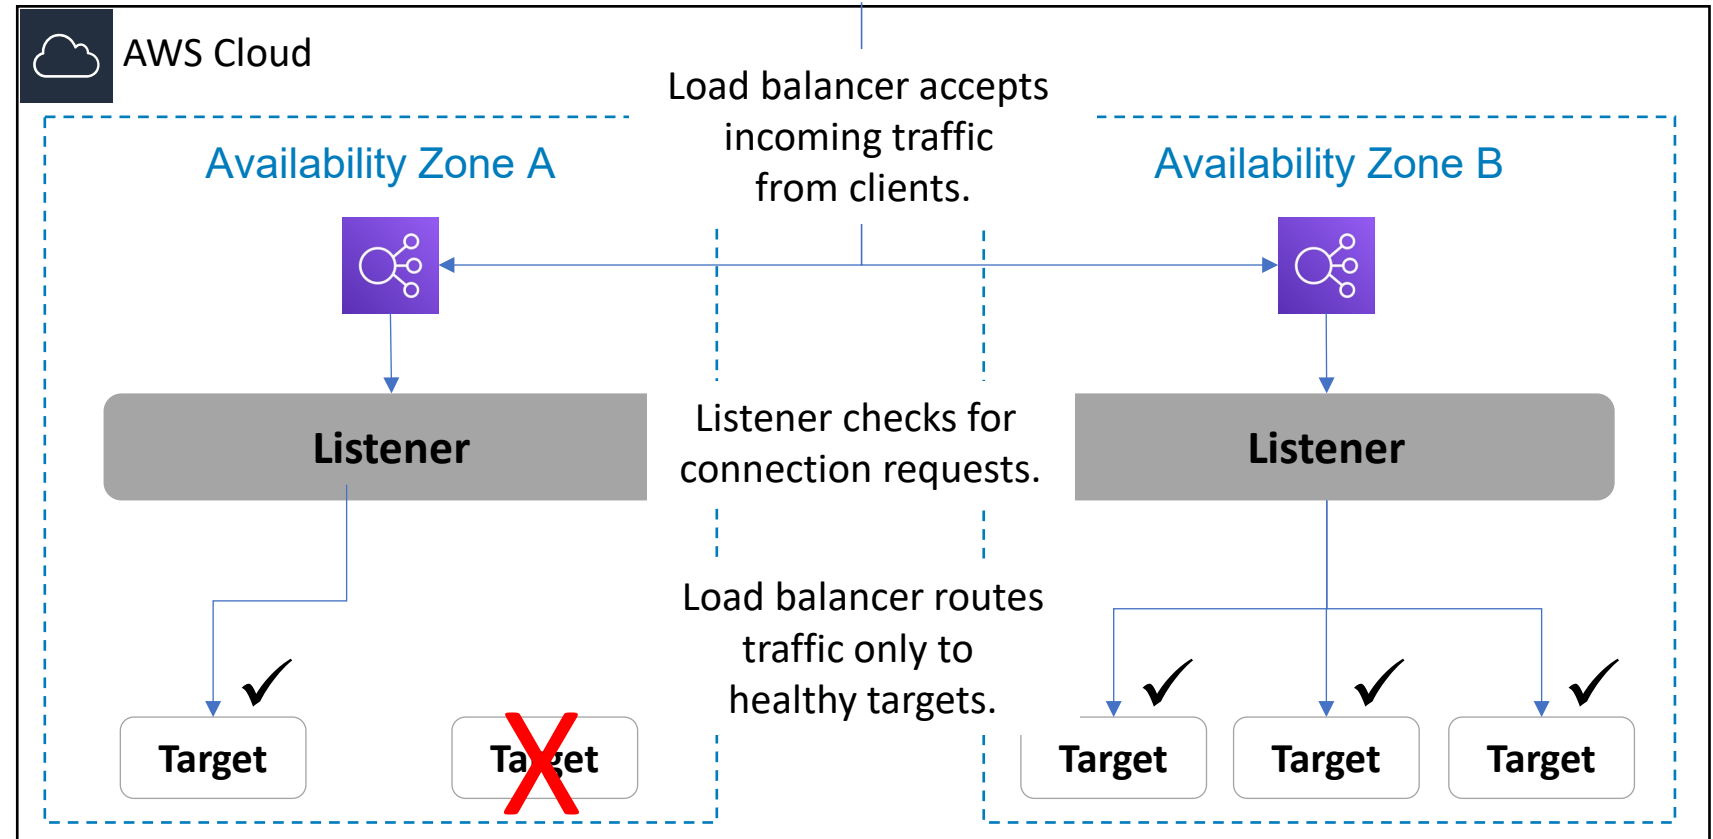 AWS Cloud
Load balancer accepts
incoming traffic
from clients.
Availability Zone A
Availability Zone B
Listener
Listener checks for
connection requests.
Listener
Load balancer routes
traffic only to
healthy targets.
Target
Target
Target
Target
Target